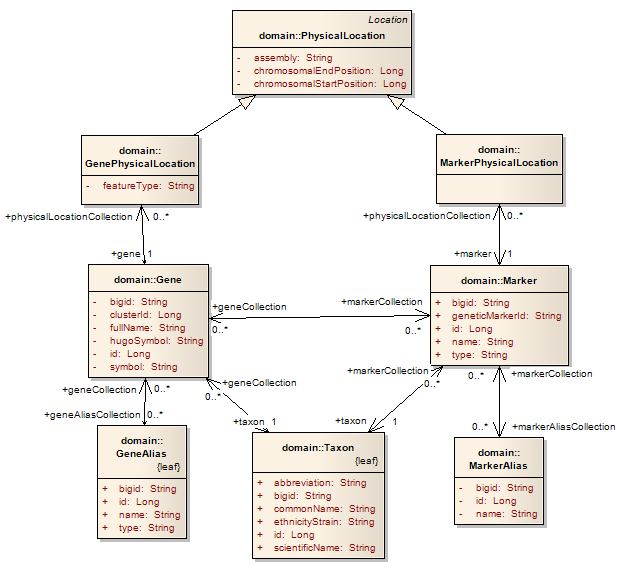 Location
domain::PhysicalLocation
- assembly: String
- chromosomalEndPosition: Long
- chromosomalStartPosition: Long
domain::
GenePhysicalLocation
- featureType: String
domain::
MarkerPhysicalLocation
+physicalLocationCollection 0..*
+gene 1
+physicalLocationCollection 0..*
+marker 1
domain::Gene
- bigid: String
- clusterId: Long
- fullName: String
- hugoSymbol: String
- id: Long
- symbol: String
+geneCollection
0..*
+markerCollection
0..*
domain::Marker
+ bigid: String
+ geneticMarkerId: String
+ id: Long
+ name: String
+ type: String
+geneCollection 0..*
+geneAliasCollection 0..*
+geneCollection
0..*
+taxon 1
+markerCollection
0..*
+taxon 1
0..* +markerCollection
0..* +markerAliasCollection
domain::
GeneAlias
{leaf}
+ bigid: String
+ id: Long
+ name: String
+ type: String
domain::Taxon
{leaf}
+ abbreviation: String
+ bigid: String
+ commonName: String
+ ethnicityStrain: String
+ id: Long
+ scientificName: String
domain::
MarkerAlias
- bigid: String
- id: Long
- name: String